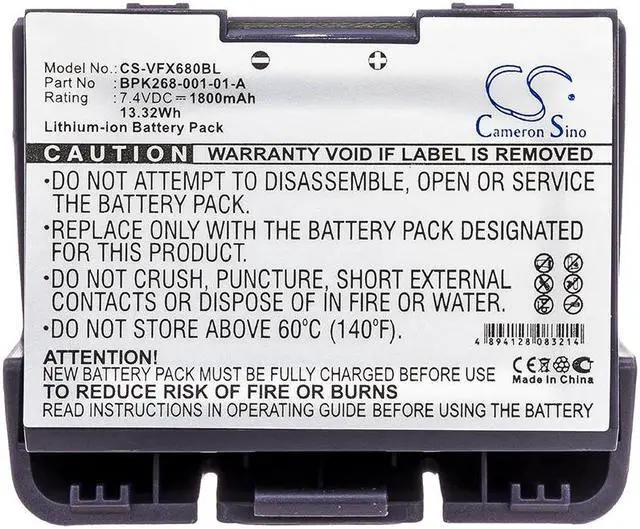 Model No.: CS-VFX680BL
Part No : BPK268-001-01-A
Rating : 7.4VDC 1800mAh
13.32Wh
Lithium-ion Battery Pack
CS
Cameron Sino
CAUTION WARRANTY VOID IF LABEL IS REMOVED
•DO NOT ATTEMPT TO DISASSEMBLE, OPEN OR SERVICE
THE BATTERY PACK.
•REPLACE ONLY WITH THE BATTERY PACK DESIGNATED
FOR THIS PRODUCT.
•DO NOT CRUSH, PUNCTURE, SHORT EXTERNAL
CONTACTS OR DISPOSE OF IN FIRE OR WATER.
•DO NOT STORE ABOVE 60°C (140°F).
4 894128 083214
ATTENTION!
NEW BATTERY PACK MUST BE FULLY RECHARGED BEFORE USE
TO REDUCE RISK OF FIRE OR BURNS
READ INSTRUCTIONS IN OPERATING GUIDE BEFORE USING THE BATTERY
CE
Made In China